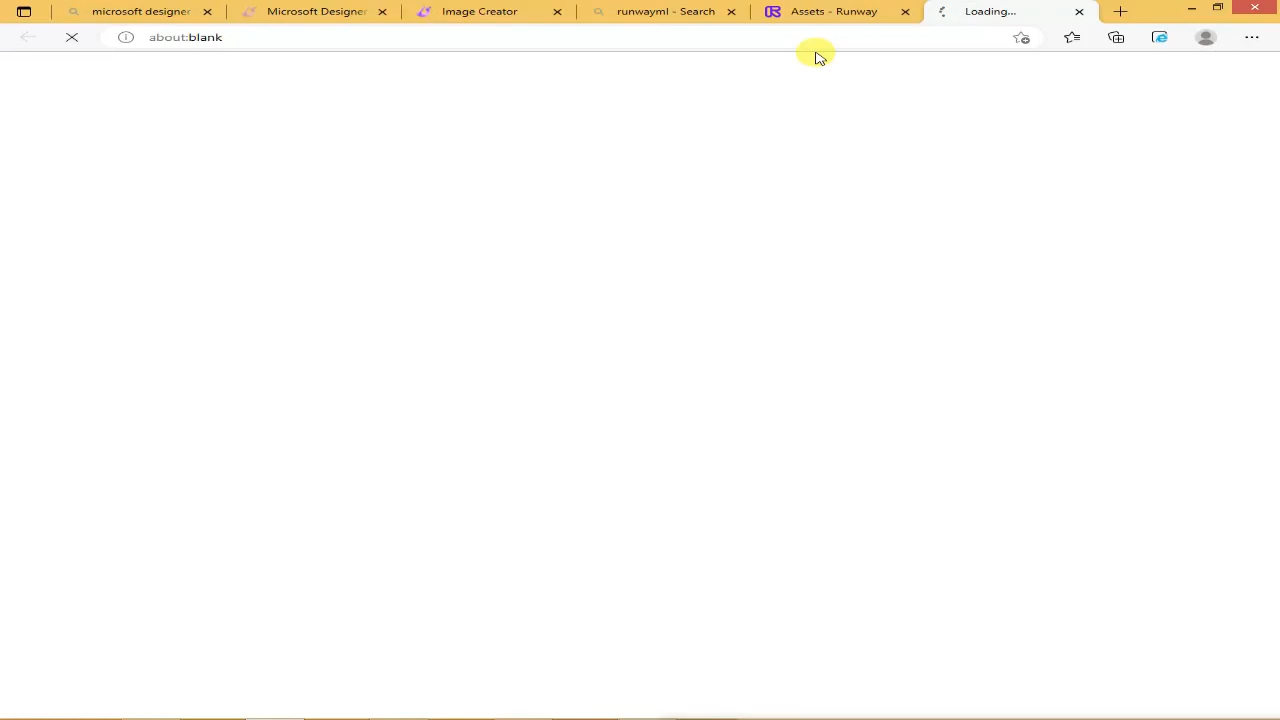 microsoft designer
Microsoft Designer
Image Creator
runwayml - Search
Assets - Runway
Loading...
about:blank